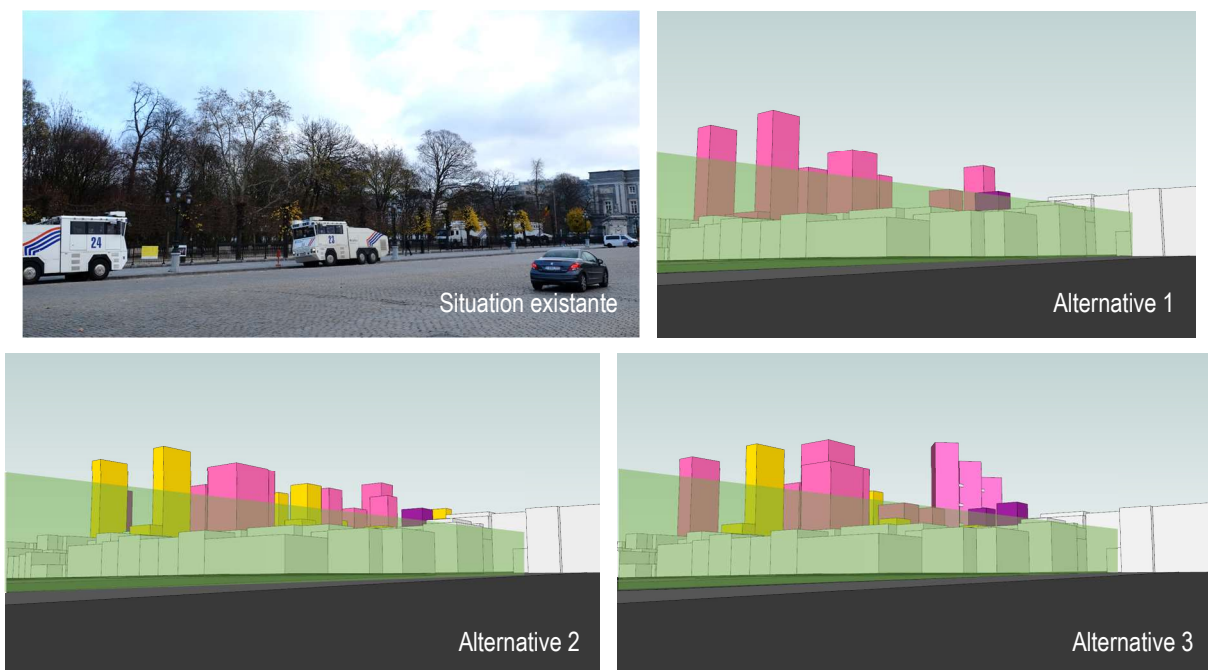 24
23
Situation existante
Alternative 1
Alternative 2
Alternative 3